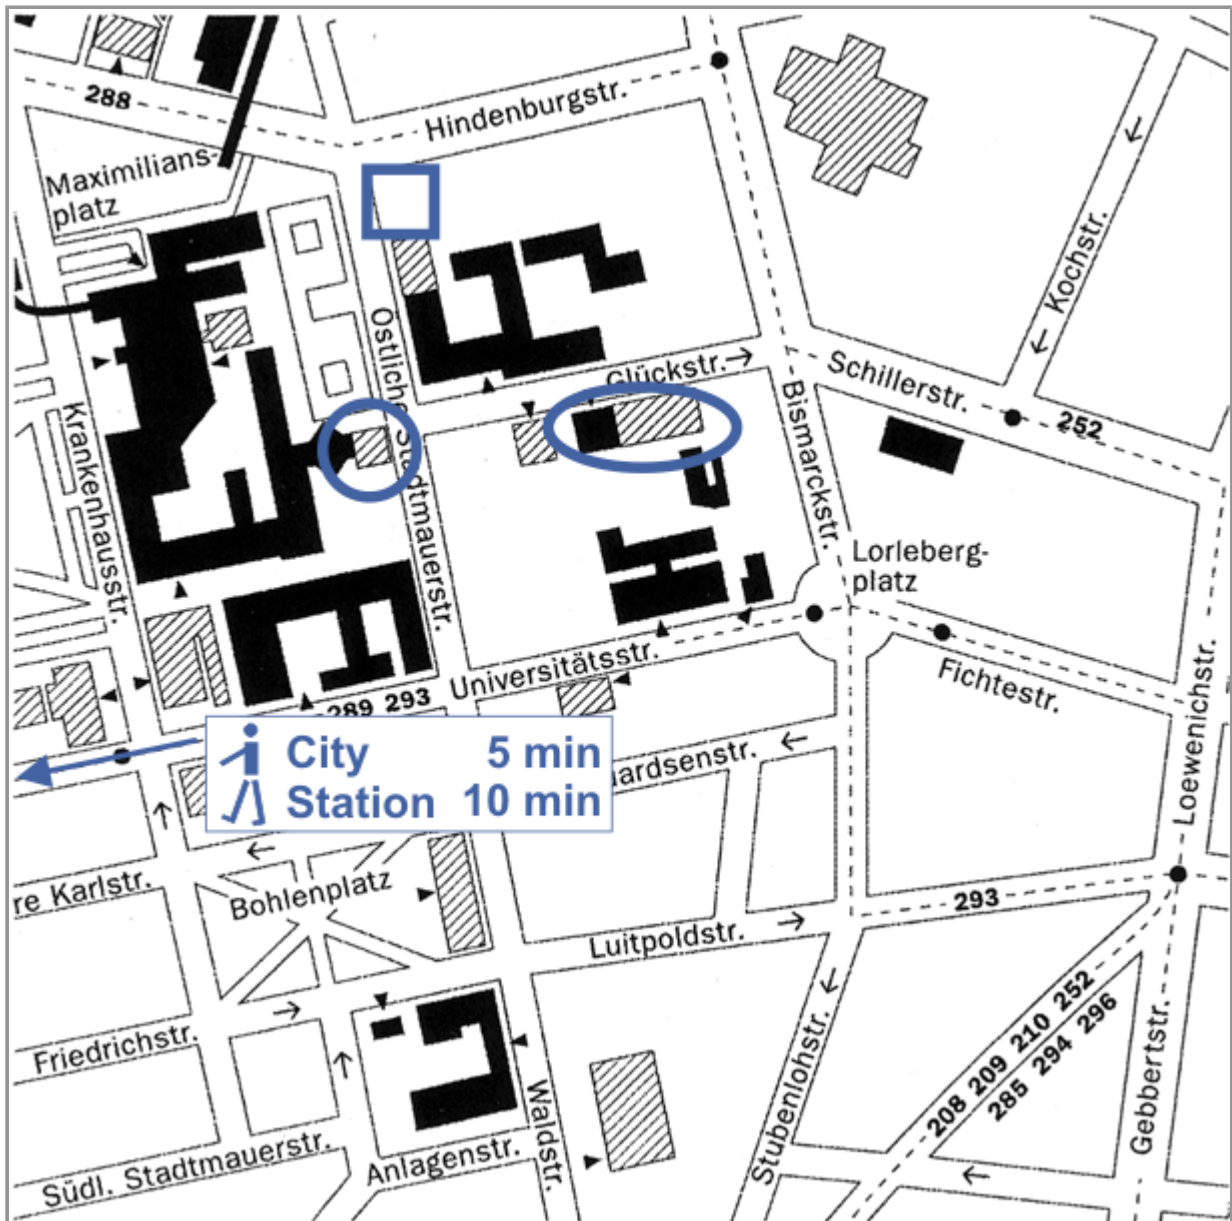 288
Hindenburgstr.
Maximilians-
platz
Kochstr.
Östliche Stadtmauerstr.
Glückstr.
Schillerstr.
252
Bismarckstr.
Krankenhausstr.
Lorleberg-
platz
Universitätsstr.
289 293
Fichtestr.
Loewenichstr.
City 5 min
Station 10 min
ardsenstr.
re Karlstr.
Bohlenplatz
293
Luitpoldstr.
Friedrichstr.
208 209 210 252
285 294 296
Stubenlohstr.
Gebbertstr.
Waldstr.
Anlagenstr.
Südl. Stadtmauerstr.